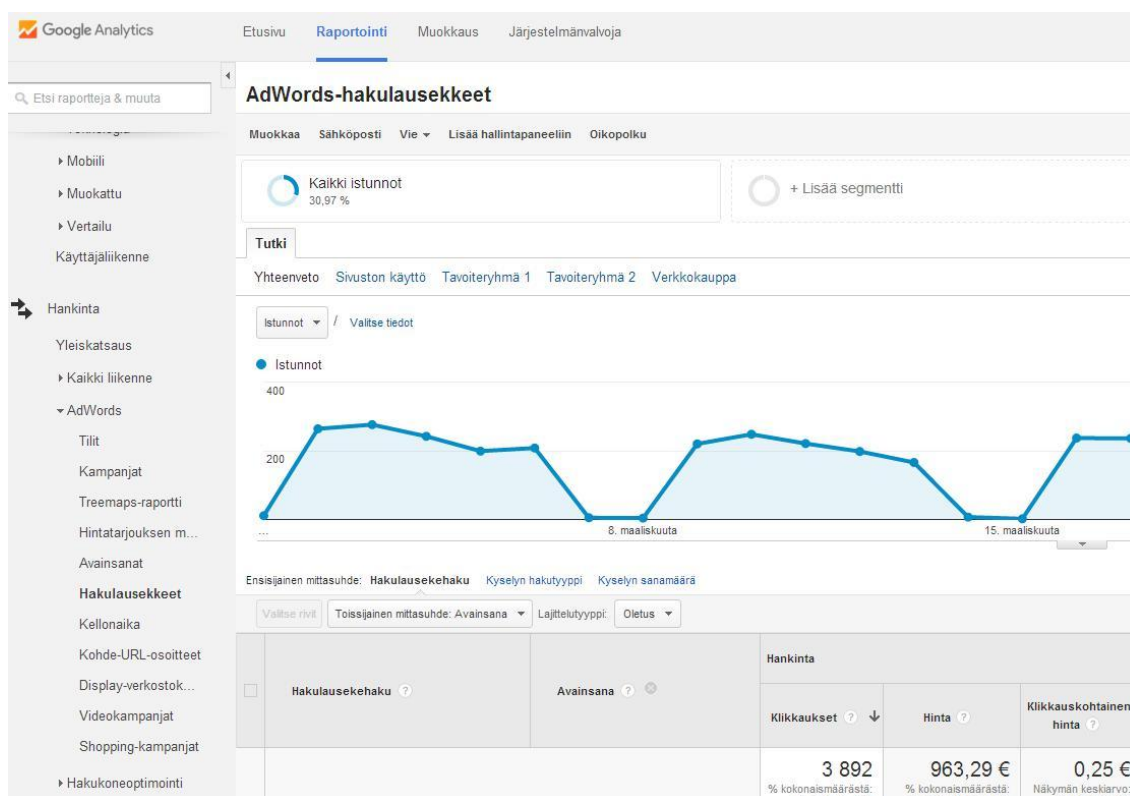 Google Analytics
Etusivu Raportointi Muokkaus Järjestelmänvalvoja
Etsi raportteja & muuta
Mobiili
Muokattu
Vertailu
Käyttäjäliikenne
Hankinta
Yleiskatsaus
Kaikki liikenne
AdWords
Tilit
Kampanjat
Treemaps-raportti
Hintatarjouksen m...
Avainsanat
Hakulausekkeet
Kellonaika
Kohde-URL-osoitteet
Display-verkostok...
Videokampanjat
Shopping-kampanjat
Hakukoneoptimointi
AdWords-hakulausekkeet
Muokkaa Sähköposti Vie Lisää hallintapaneeliin Oikopolku
Kaikki istunnot
30,97 %
+ Lisää segmentti
Tutki
Yhteenveto Sivuston käyttö Tavoiteryhmä 1 Tavoiteryhmä 2 Verkkokauppa
Istunnot / Valitse tiedot
Istunnot
400
200
... 8. maaliskuuta 15. maaliskuuta
Ensisijainen mittasuhde: Hakulausekehaku Kyselyn hakutyyppi Kyselyn sanamäärä
Valitse rivit Toissijainen mittasuhde: Avainsana Lajittelutyyppi: Oletus
Hankinta
Hakulausekehaku ? Avainsana ?
Klikkaukset ? Hinta ? Klikkauskohtainen
hinta ?
3 892 963,29 € 0,25 €
% kokonaismäärästä: % kokonaismäärästä: Näkymän keskiarvo: